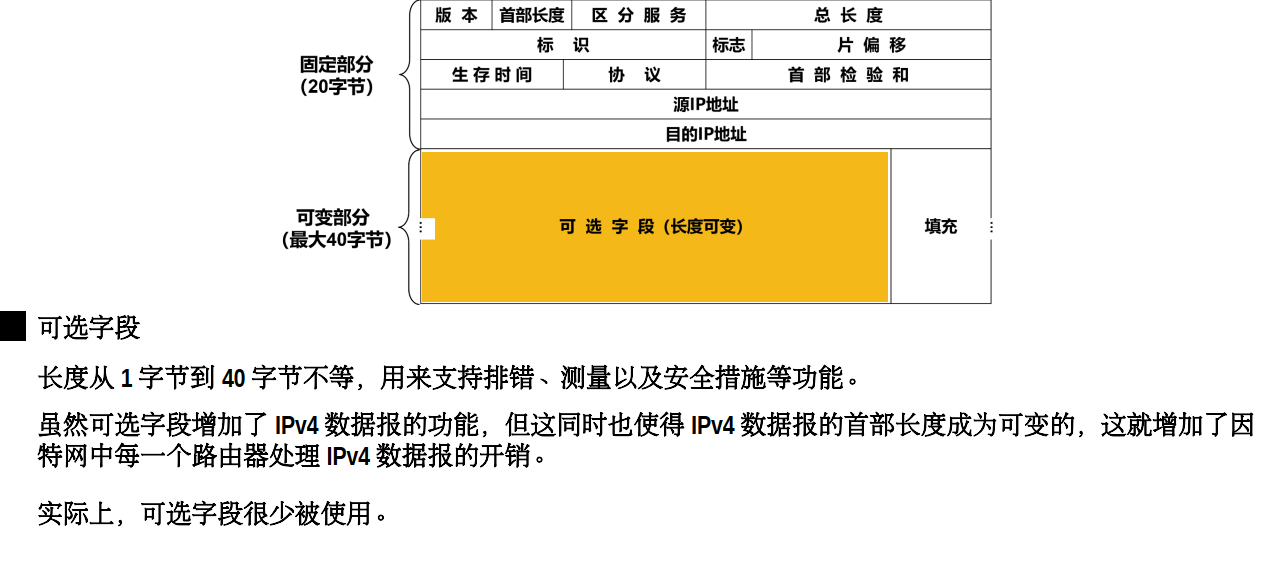 版 本 首部长度 区 分 服 务 总 长 度
标 识 标志 片 偏 移
固定部分
(20字节)
生 存 时 间 协 议 首 部 检 验 和
源IP地址
目的IP地址
可变部分
(最大40字节)
可 选 字 段 (长度可变) 填充
可选字段
长度从 1 字节到 40 字节不等，用来支持排错、测量以及安全措施等功能。
虽然可选字段增加了 IPv4 数据报的功能，但这同时也使得 IPv4 数据报的首部长度成为可变的，这就增加了因
特网中每一个路由器处理 IPv4 数据报的开销。
实际上，可选字段很少被使用。